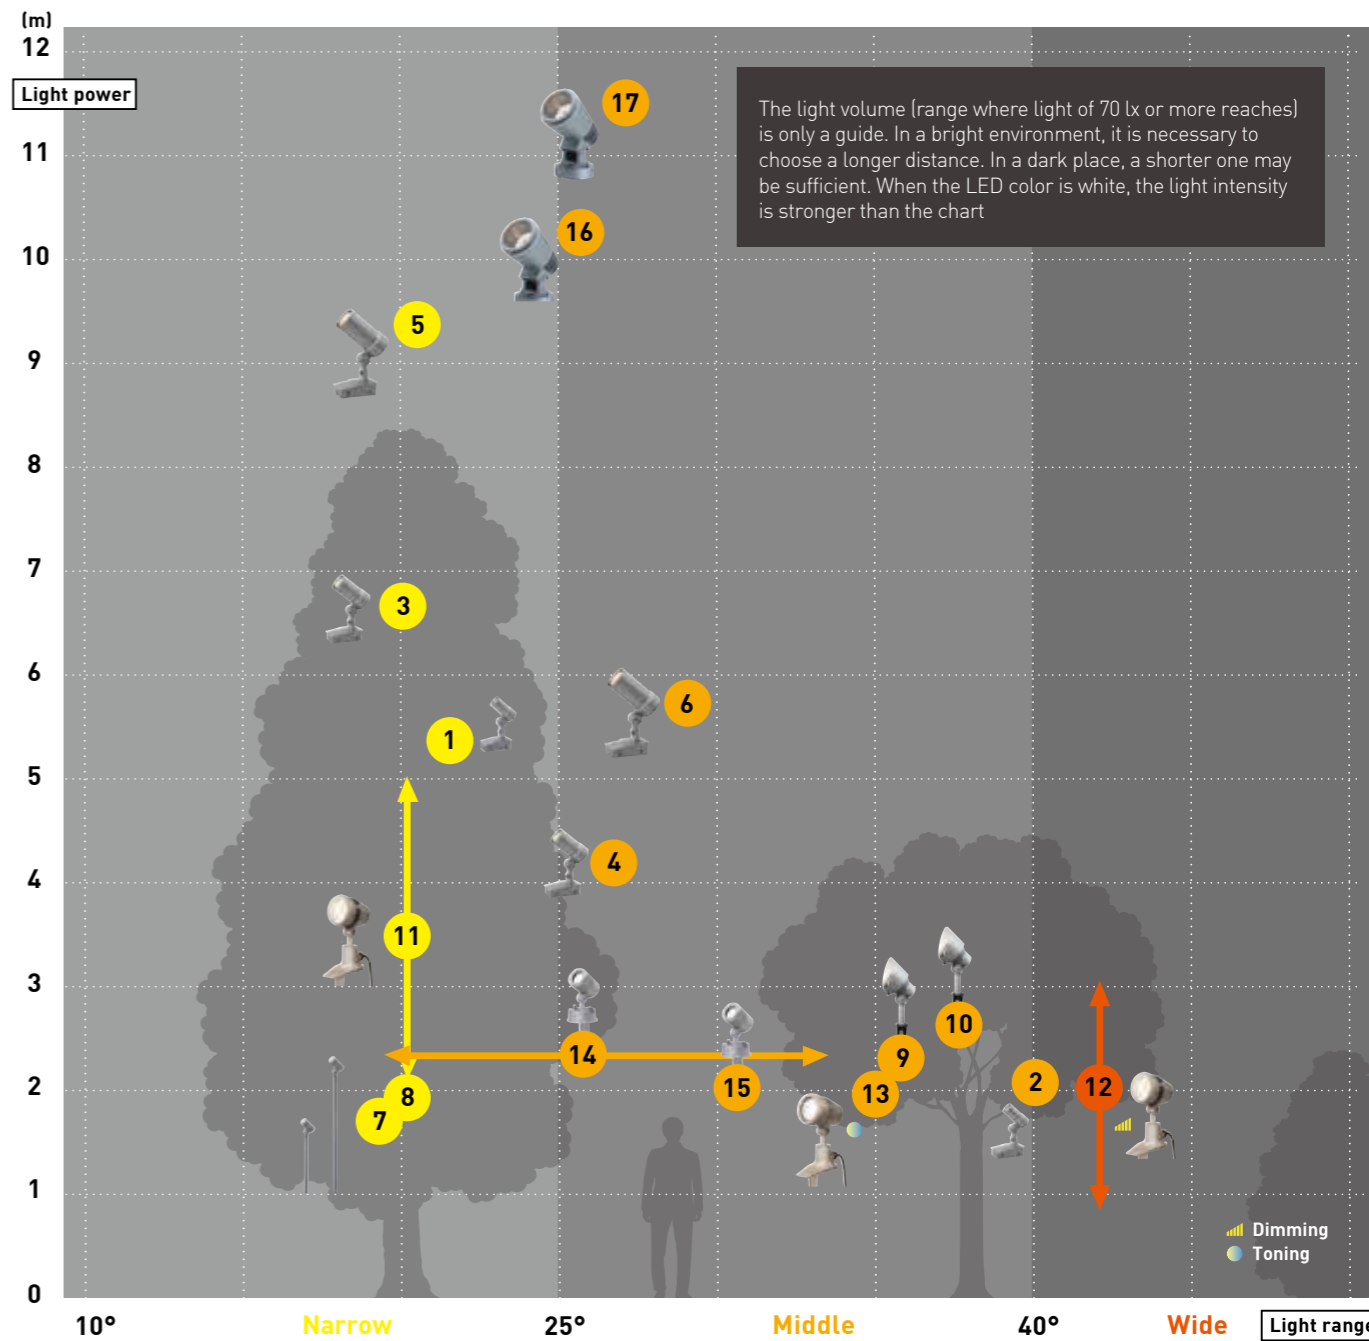 (m)
12
Light power
17
11
16
10
5
9
8
7
3
6
6
1
5
4
4
11
3
10
14
9
2
8
15
13
2
12
7
1
0
The light volume (range where light of 70 lx or more reaches)
is only a guide. In a bright environment, it is necessary to
choose a longer distance. In a dark place, a shorter one may
be sufficient. When the LED color is white, the light intensity
is stronger than the chart
Dimming
Toning
10°
Narrow
25°
Middle
40°
Wide
Light range